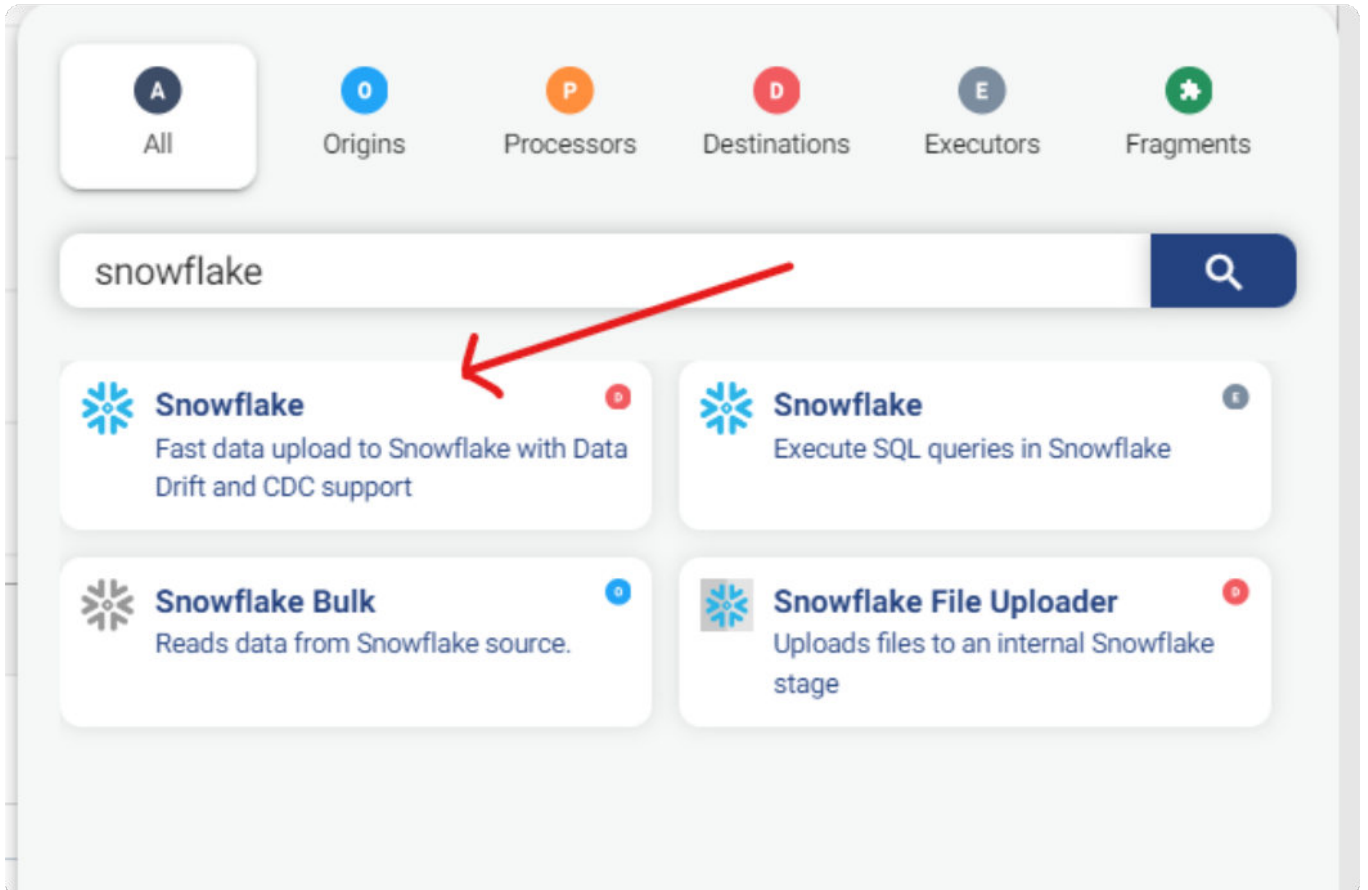 A O P D E
All Origins Processors Destinations Executors Fragments
snowflake
Snowflake D
Fast data upload to Snowflake with Data
Drift and CDC support
Snowflake E
Execute SQL queries in Snowflake
Snowflake Bulk O
Reads data from Snowflake source.
Snowflake File Uploader D
Uploads files to an internal Snowflake
stage